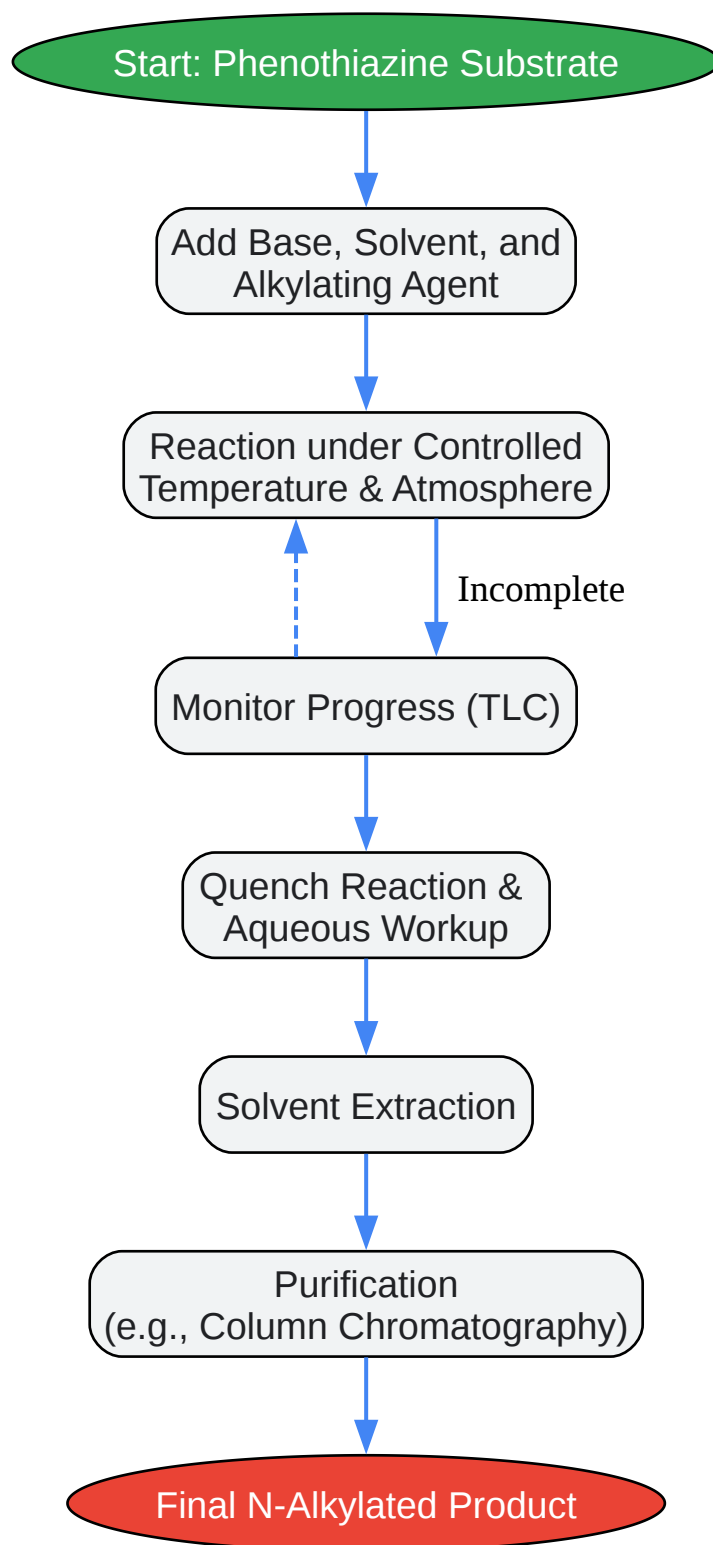 Start: Phenothiazine Substrate
Add Base, Solvent, and
Alkylating Agent
Reaction under Controlled
Temperature & Atmosphere
Incomplete
Monitor Progress (TLC)
Quench Reaction &
Aqueous Workup
Solvent Extraction
Purification
(e.g., Column Chromatography)
Final N-Alkylated Product